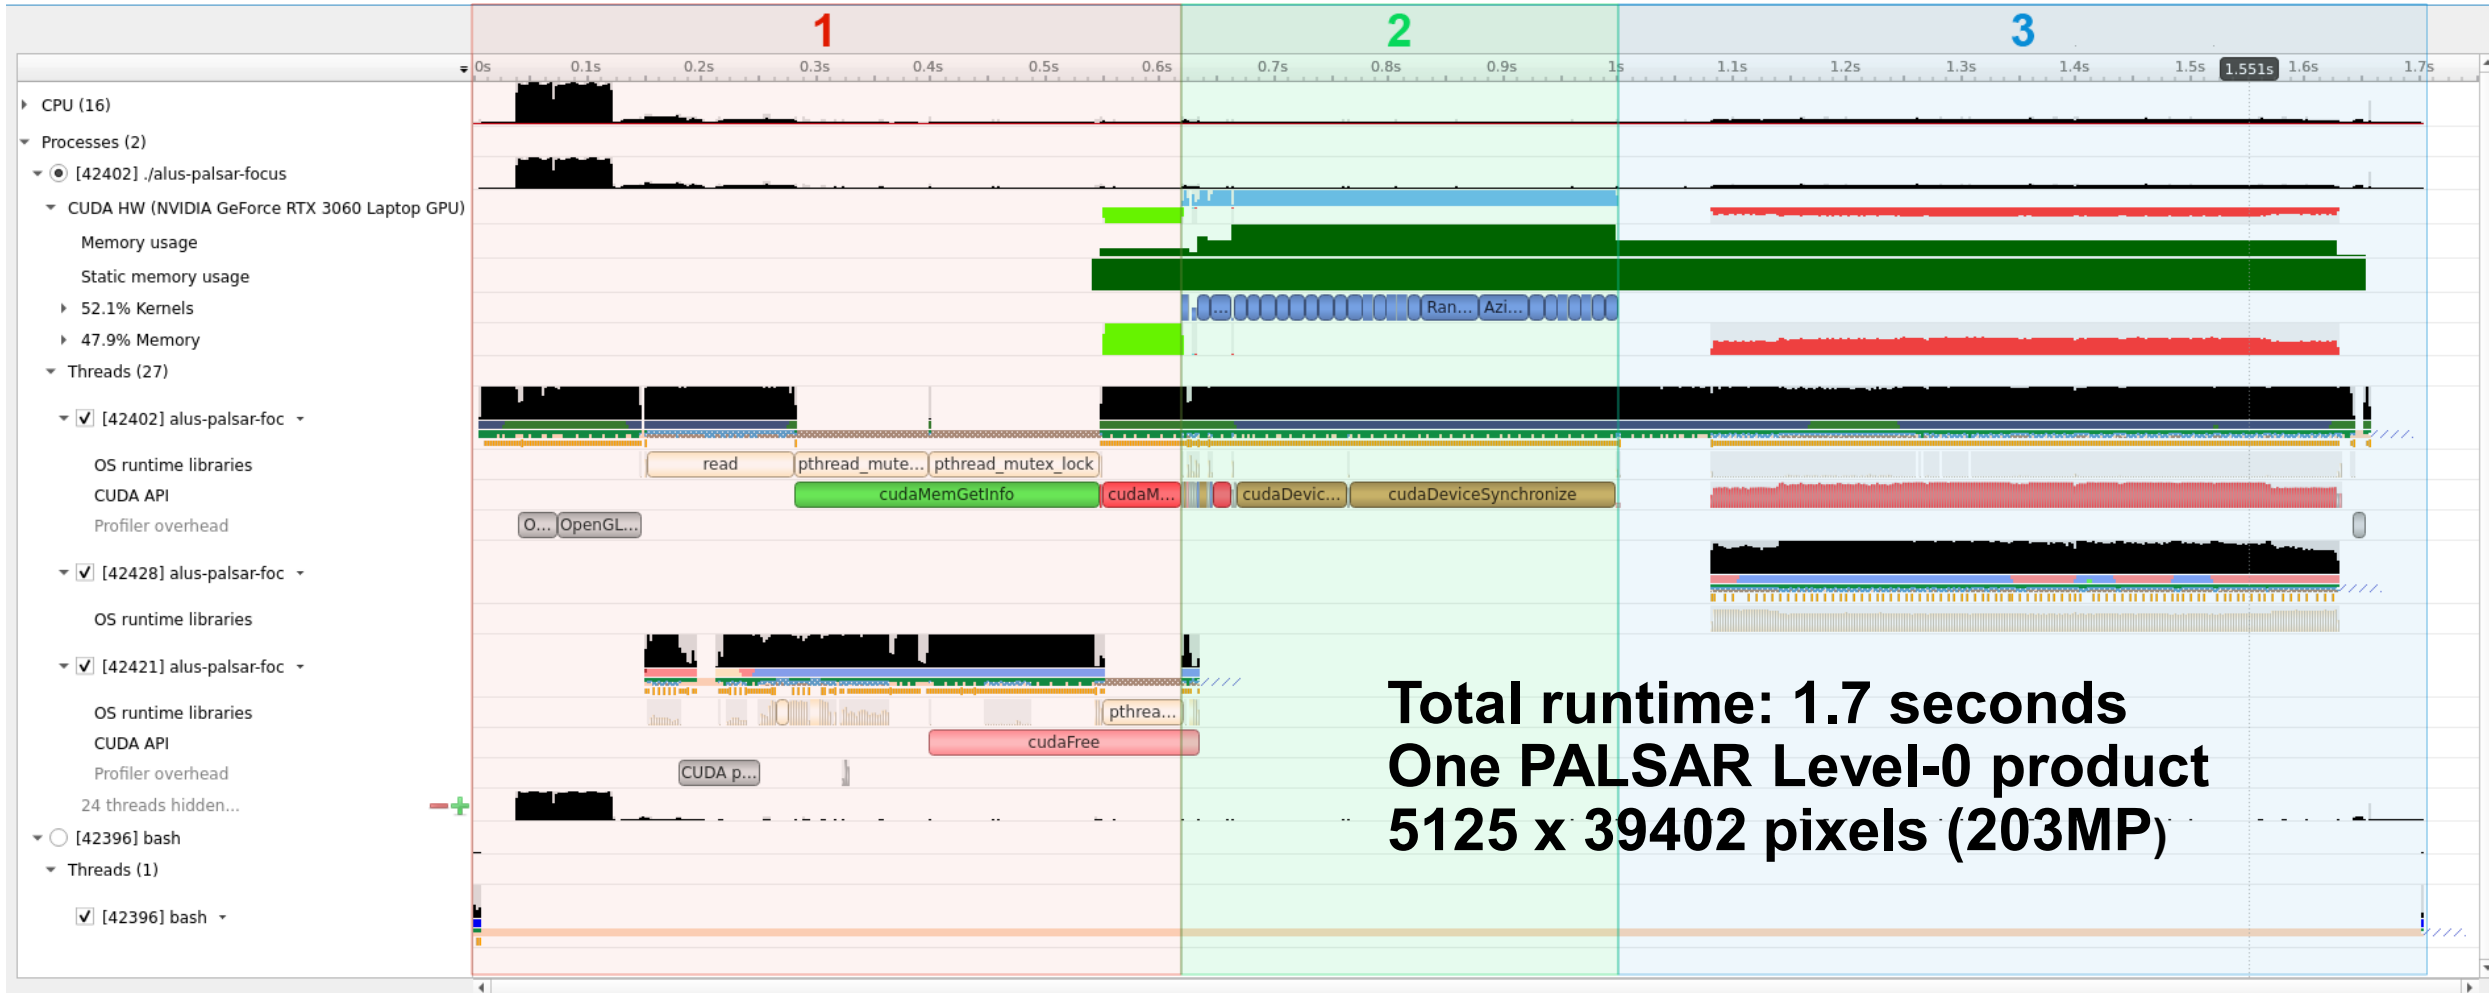 1 2 3
0s 0.1s 0.2s 0.3s 0.4s 0.5s 0.6s 0.7s 0.8s 0.9s 1s 1.1s 1.2s 1.3s 1.4s 1.5s 1.551s 1.6s 1.7s
CPU (16)
Processes (2)
[42402] ./alus-palsar-focus
CUDA HW (NVIDIA GeForce RTX 3060 Laptop GPU)
Memory usage
Static memory usage
52.1% Kernels ... Ran... Azi...
47.9% Memory
Threads (27)
[42402] alus-palsar-foc
OS runtime libraries read pthread_mute... pthread_mutex_lock
CUDA API cudaMemGetInfo cudaM... cudaDevic... cudaDeviceSynchronize
Profiler overhead O... OpenGL...
[42428] alus-palsar-foc
OS runtime libraries
[42421] alus-palsar-foc
OS runtime libraries pthrea...
CUDA API cudaFree
Profiler overhead CUDA p...
24 threads hidden...
[42396] bash
Threads (1)
[42396] bash
Total runtime: 1.7 seconds
One PALSAR Level-0 product
5125 x 39402 pixels (203MP)